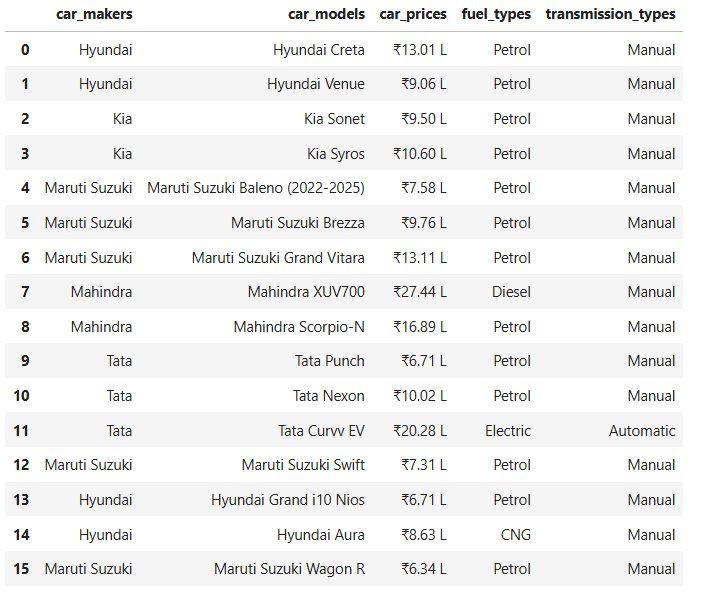 car_makers car_models car_prices fuel_types transmission_types
0 Hyundai Hyundai Creta ₹13.01 L Petrol Manual
1 Hyundai Hyundai Venue ₹9.06 L Petrol Manual
2 Kia Kia Sonet ₹9.50 L Petrol Manual
3 Kia Kia Syros ₹10.60 L Petrol Manual
4 Maruti Suzuki Maruti Suzuki Baleno (2022-2025) ₹7.58 L Petrol Manual
5 Maruti Suzuki Maruti Suzuki Brezza ₹9.76 L Petrol Manual
6 Maruti Suzuki Maruti Suzuki Grand Vitara ₹13.11 L Petrol Manual
7 Mahindra Mahindra XUV700 ₹27.44 L Diesel Manual
8 Mahindra Mahindra Scorpio-N ₹16.89 L Petrol Manual
9 Tata Tata Punch ₹6.71 L Petrol Manual
10 Tata Tata Nexon ₹10.02 L Petrol Manual
11 Tata Tata Curvv EV ₹20.28 L Electric Automatic
12 Maruti Suzuki Maruti Suzuki Swift ₹7.31 L Petrol Manual
13 Hyundai Hyundai Grand i10 Nios ₹6.71 L Petrol Manual
14 Hyundai Hyundai Aura ₹8.63 L CNG Manual
15 Maruti Suzuki Maruti Suzuki Wagon R ₹6.34 L Petrol Manual